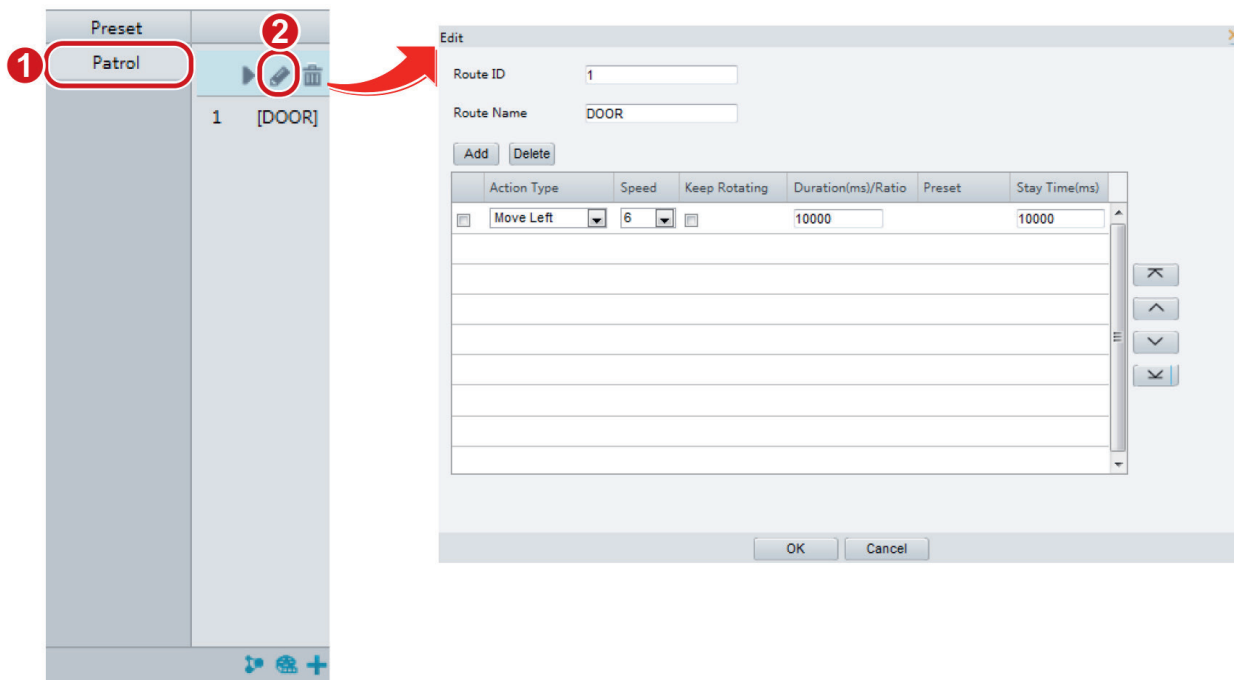 Preset
1
Patrol
2
1 [DOOR]
Edit
Route ID 1
Route Name DOOR
Add Delete
Action Type Speed Keep Rotating Duration(ms)/Ratio Preset Stay Time(ms)
Move Left 6 10000 10000
OK Cancel